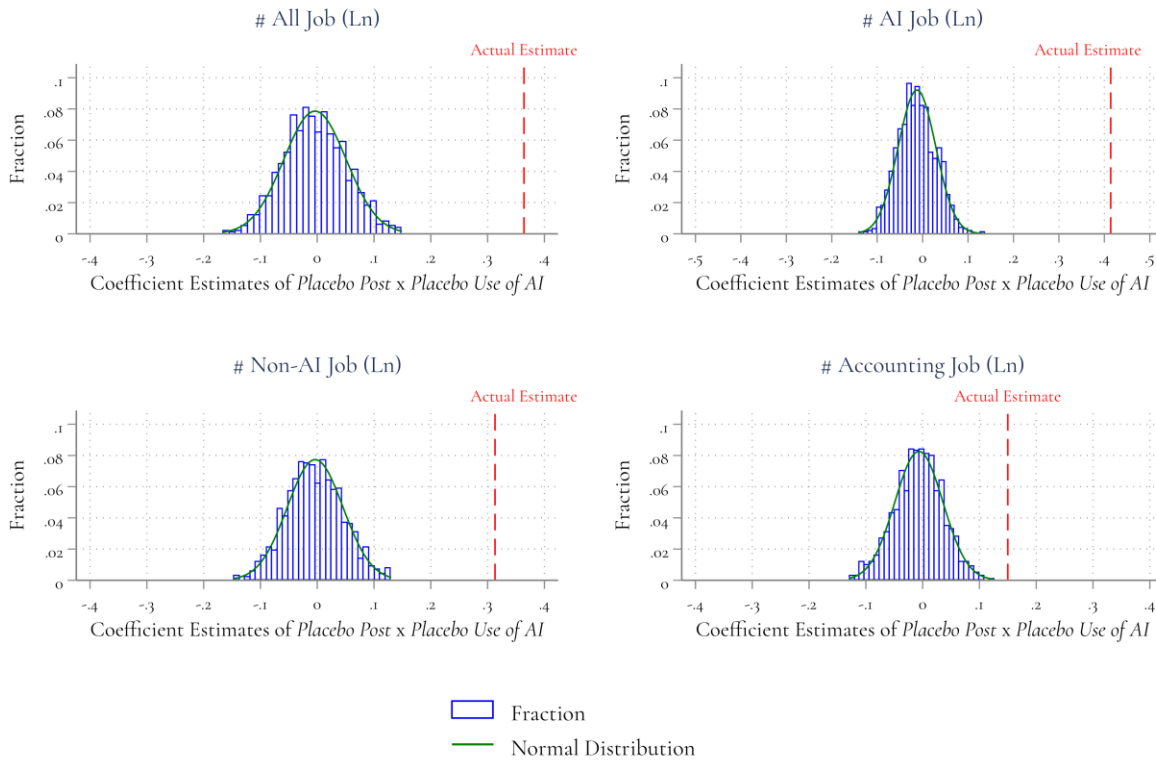 # All Job (Ln)
Actual Estimate
Fraction
.1
.08
.06
.04
.02
0
-.4 -.3 -.2 -.1 0 .1 .2 .3 .4
Coefficient Estimates of Placebo Post x Placebo Use of AI
# AI Job (Ln)
Actual Estimate
Fraction
.1
.08
.06
.04
.02
0
-.5 -.4 -.3 -.2 -.1 0 .1 .2 .3 .4 .5
Coefficient Estimates of Placebo Post x Placebo Use of AI
# Non-AI Job (Ln)
Actual Estimate
Fraction
.1
.08
.06
.04
.02
0
-.4 -.3 -.2 -.1 0 .1 .2 .3 .4
Coefficient Estimates of Placebo Post x Placebo Use of AI
# Accounting Job (Ln)
Actual Estimate
Fraction
.1
.08
.06
.04
.02
0
-.4 -.3 -.2 -.1 0 .1 .2 .3 .4
Coefficient Estimates of Placebo Post x Placebo Use of AI
Fraction
Normal Distribution